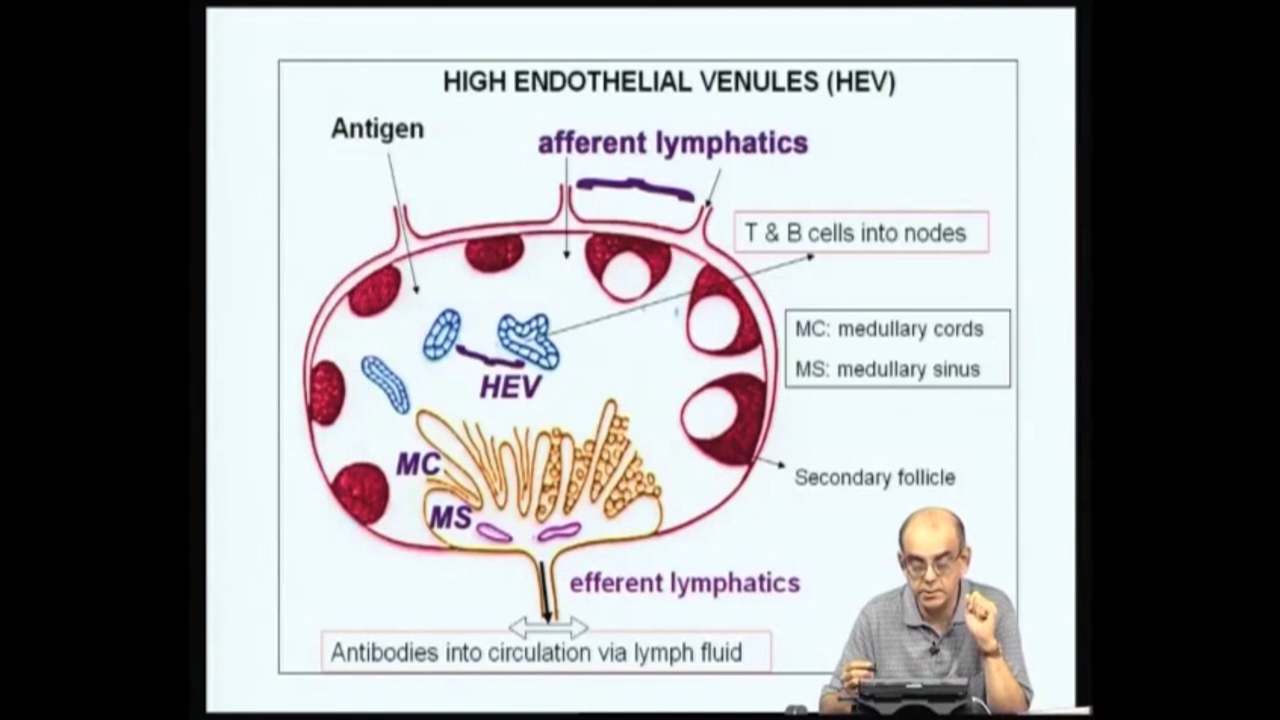 HIGH ENDOTHELIAL VENULES (HEV)
Antigen
afferent lymphatics
T & B cells into nodes
MC: medullary cords
MS: medullary sinus
HEV
MC
MS
Secondary follicle
efferent lymphatics
Antibodies into circulation via lymph fluid